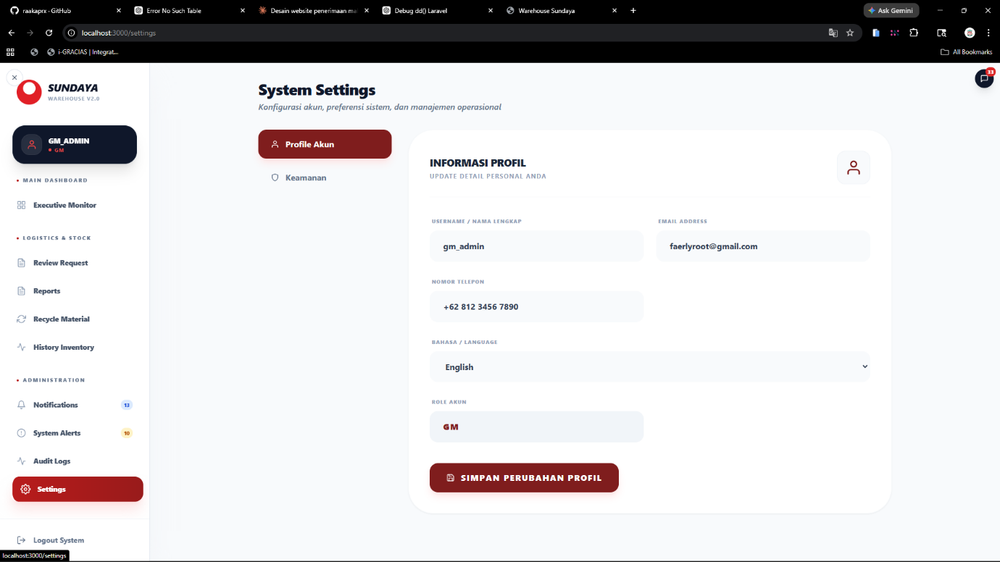 raakaprx · GitHub
Error No Such Table
Desain website penerimaan ma
Debug dd() Laravel
Warehouse Sundaya
Ask Gemini
localhost:3000/settings
i-GRACIAS | Integrat...
All Bookmarks
SUNDAYA
WAREHOUSE V2.0
GM_ADMIN
GM
MAIN DASHBOARD
Executive Monitor
LOGISTICS & STOCK
Review Request
Reports
Recycle Material
History Inventory
ADMINISTRATION
Notifications 13
System Alerts 10
Audit Logs
Settings
Logout System
localhost:3000/settings
System Settings
Konfigurasi akun, preferensi sistem, dan manajemen operasional
33
Profile Akun
Keamanan
INFORMASI PROFIL
UPDATE DETAIL PERSONAL ANDA
USERNAME / NAMA LENGKAP
gm_admin
EMAIL ADDRESS
faerlyroot@gmail.com
NOMOR TELEPON
+62 812 3456 7890
BAHASA / LANGUAGE
English
ROLE AKUN
GM
SIMPAN PERUBAHAN PROFIL